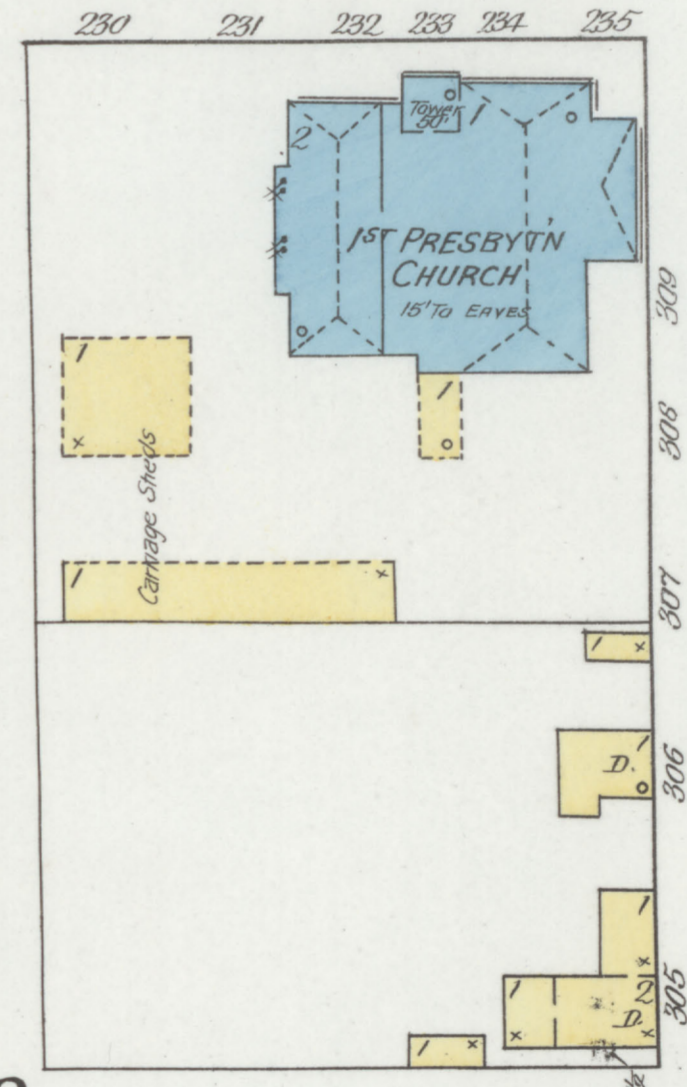 230 231 232 233 234 235
TOWER
50'
1
2
1ST PRESBYT'N
CHURCH
15' TO EAVES
309
1
x
308
1
Carriage Sheds
1
x
307
1 x
1
D.
306
1
x
1
2
D.
x
x
305
1 x